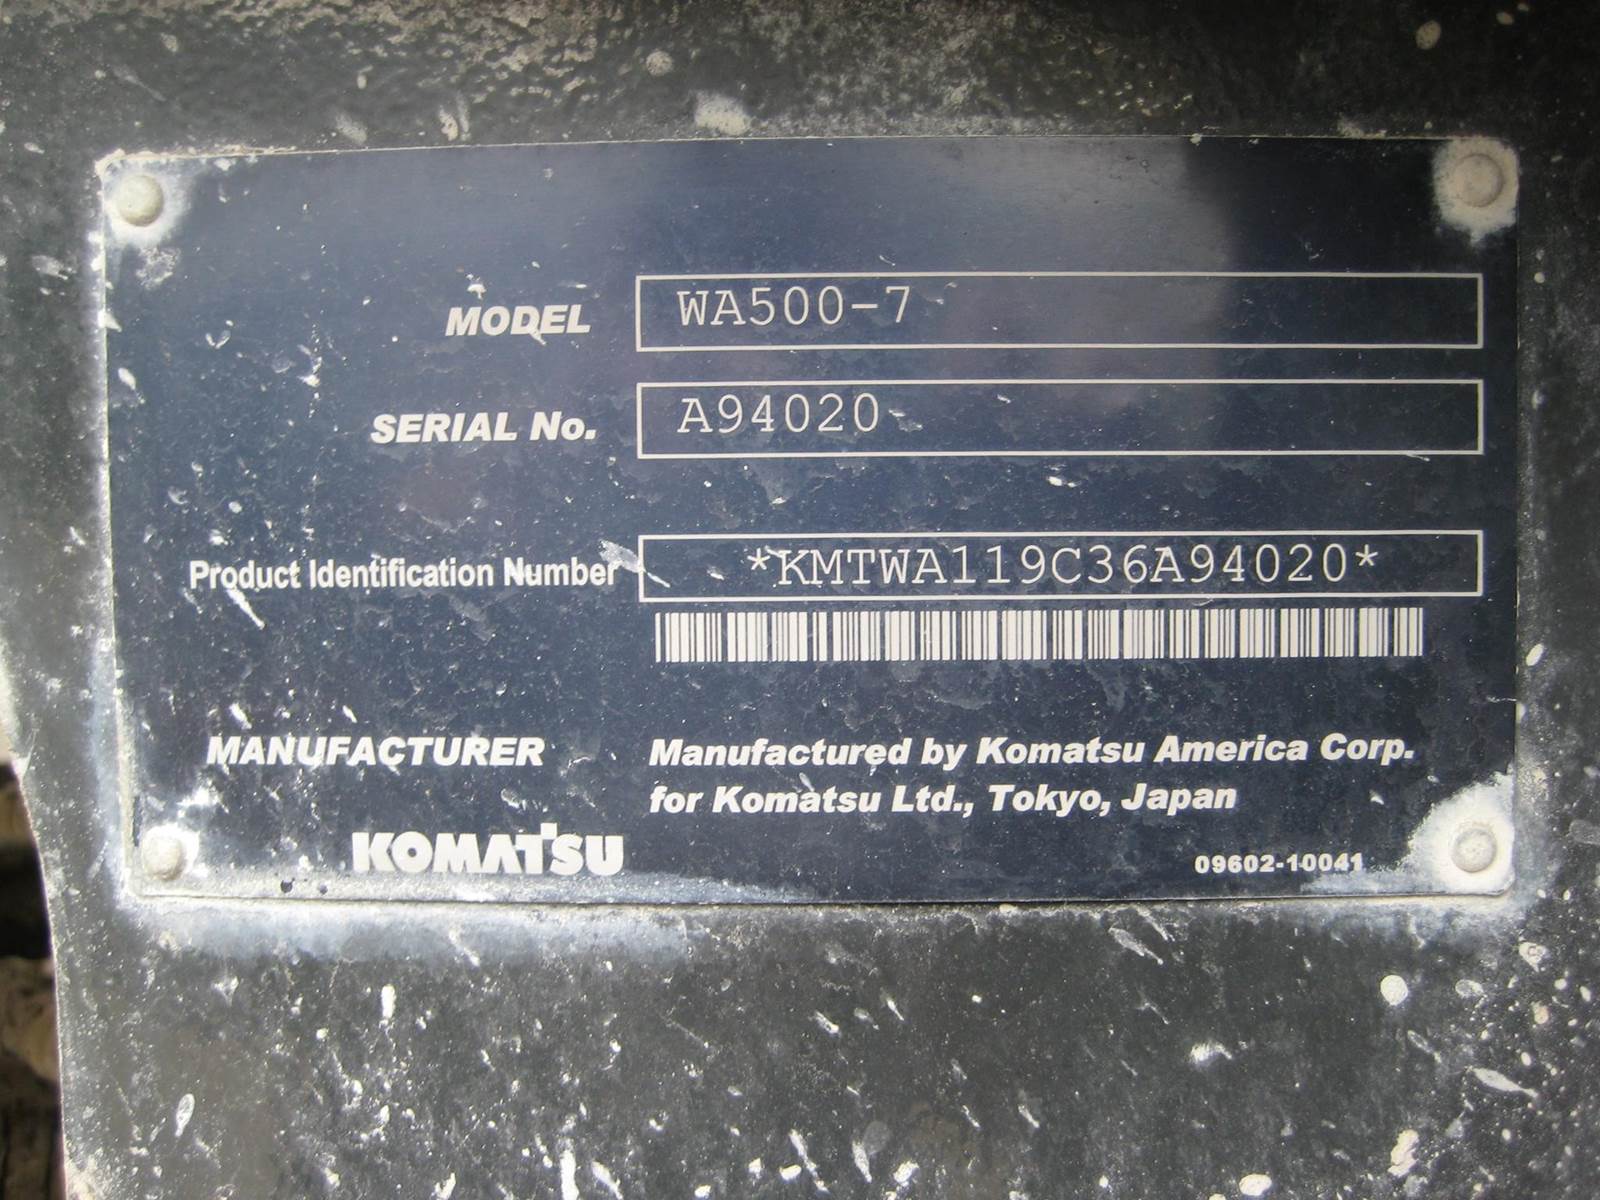 MODEL WA500-7
SERIAL No. A94020
Product Identification Number *KMTWA119C36A94020*
MANUFACTURER Manufactured by Komatsu America Corp.
for Komatsu Ltd., Tokyo, Japan
KOMATSU 09602-10041